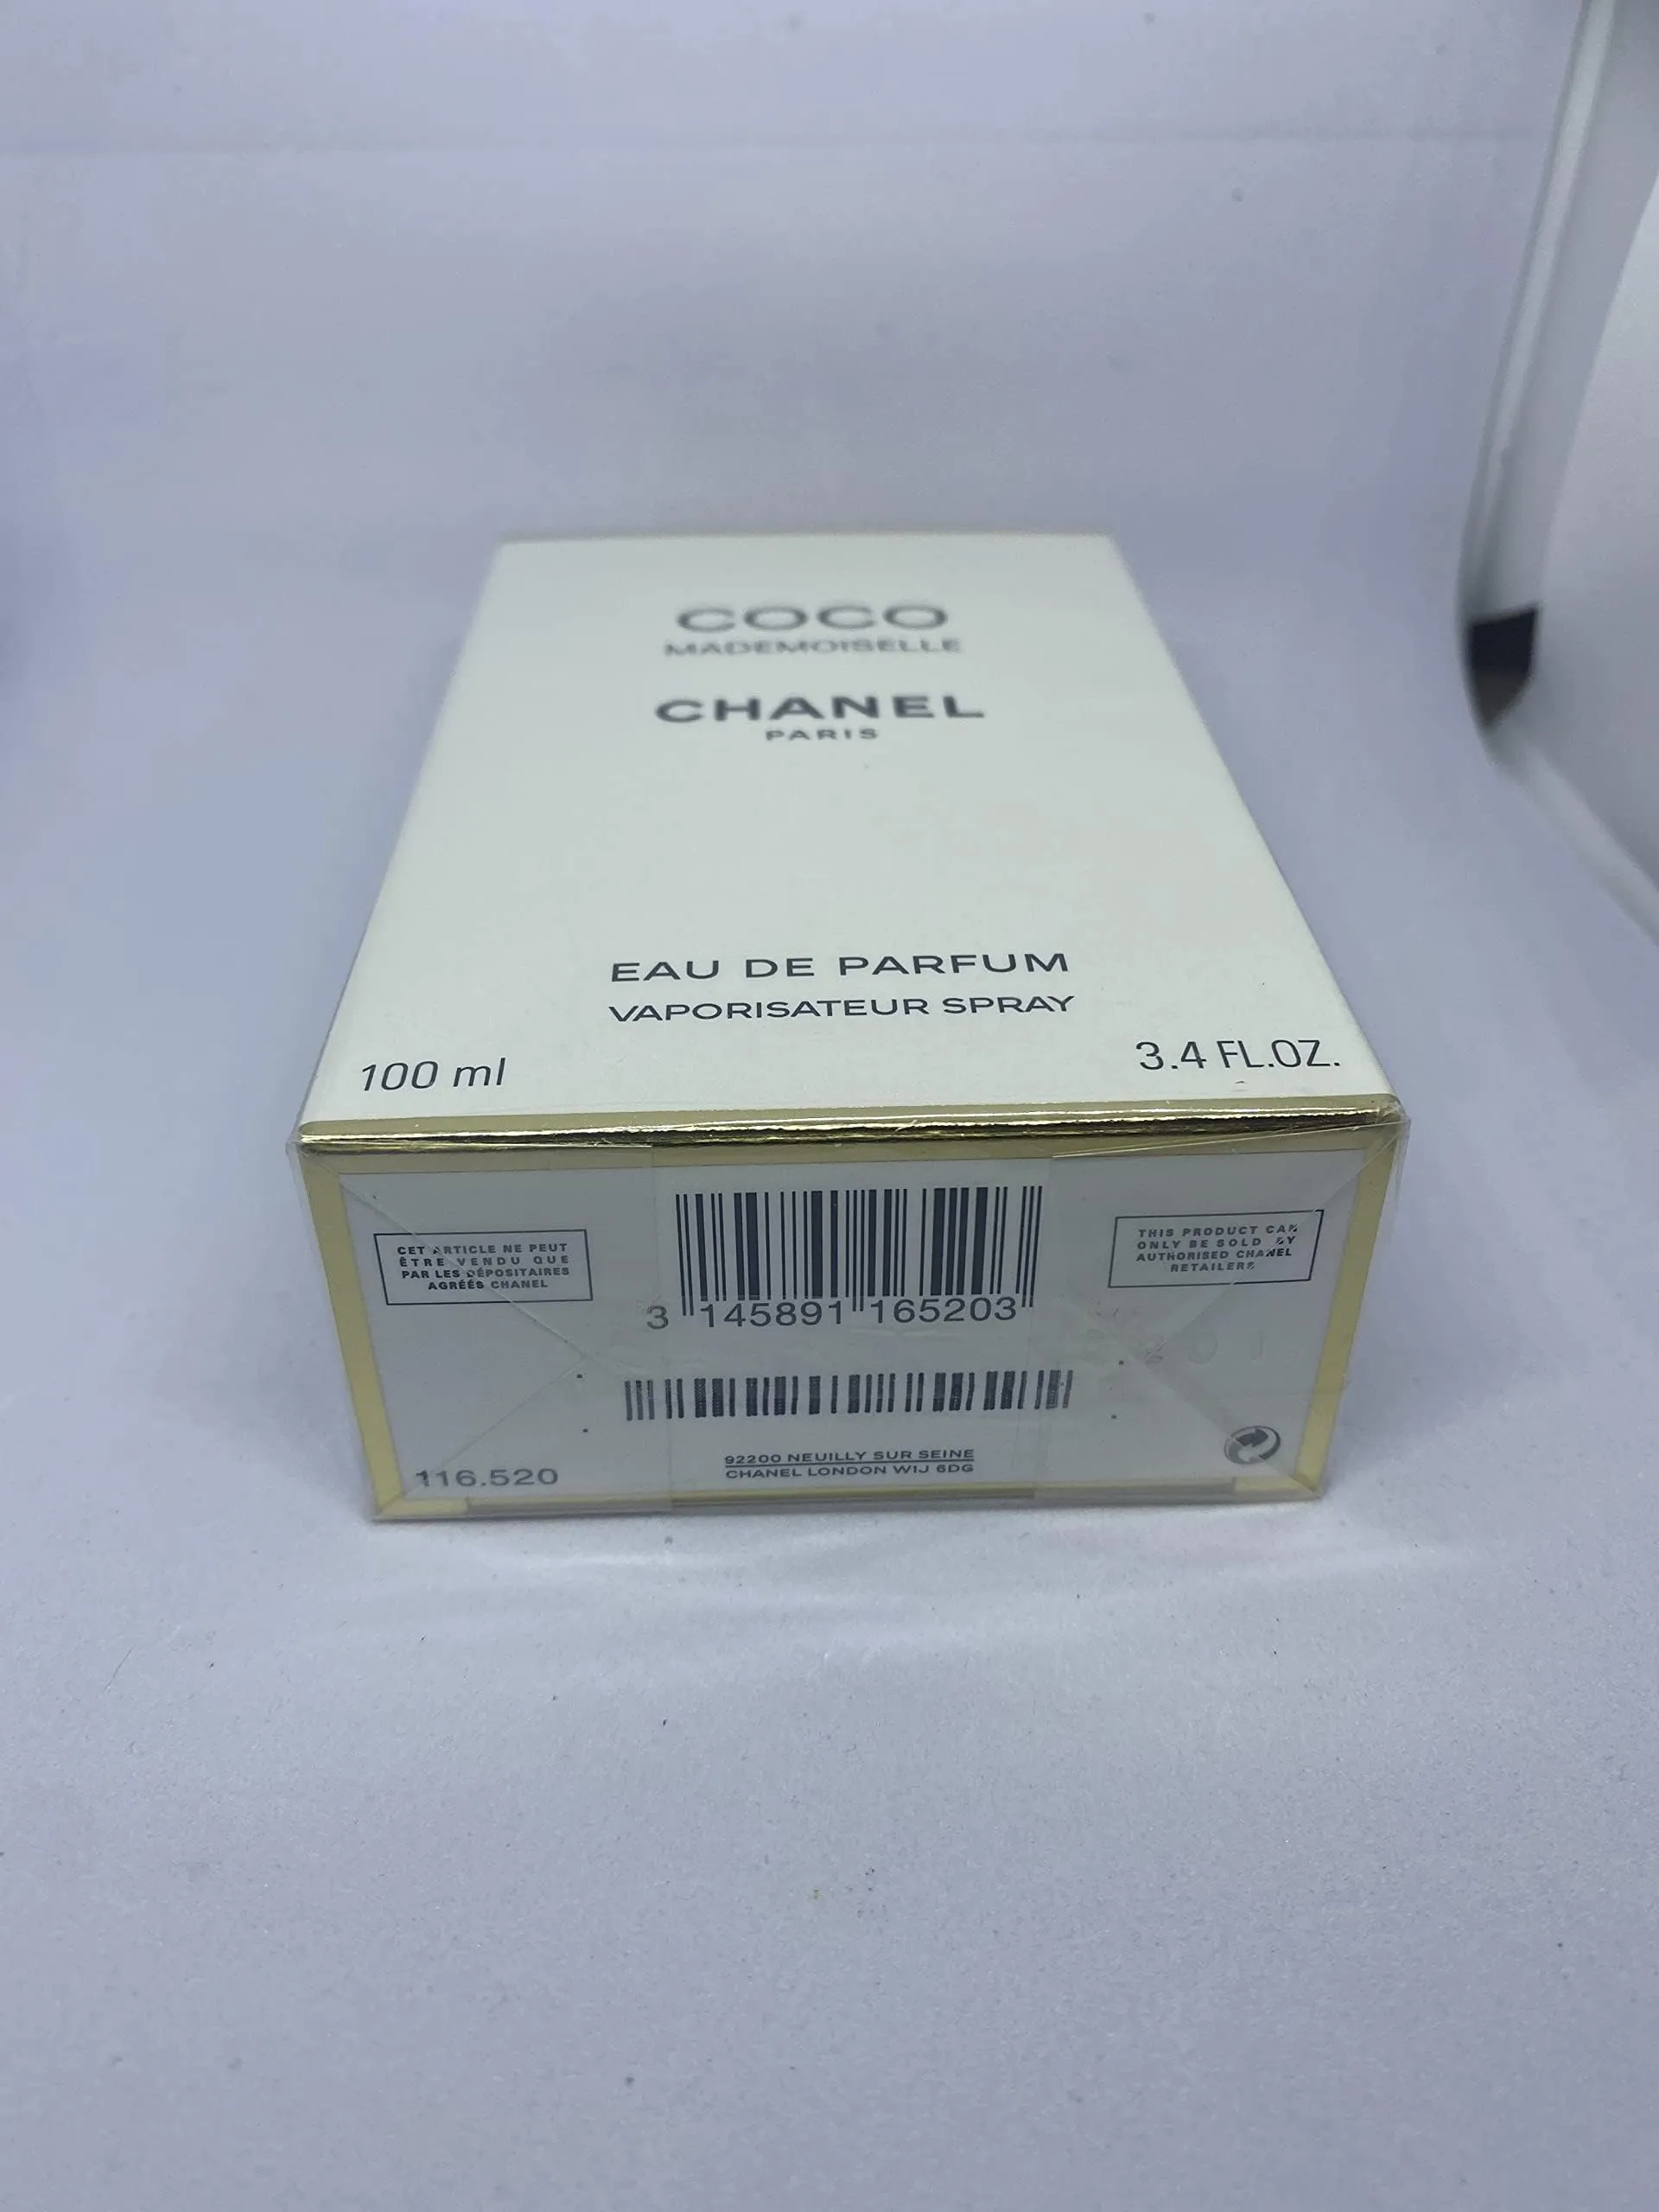 COCO
MADEMOISELLE
CHANEL
PARIS
EAU DE PARFUM
VAPORISATEUR SPRAY
100 ml
3.4 FL.OZ.
CET ARTICLE NE PEUT
ÊTRE VENDU QUE
PAR LES DÉPOSITAIRES
AGRÉÉS CHANEL
THIS PRODUCT CAN
ONLY BE SOLD BY
AUTHORISED CHANEL
RETAILERS
3 145891 165203
116.520
92200 NEUILLY SUR SEINE
CHANEL LONDON W1J 6DG